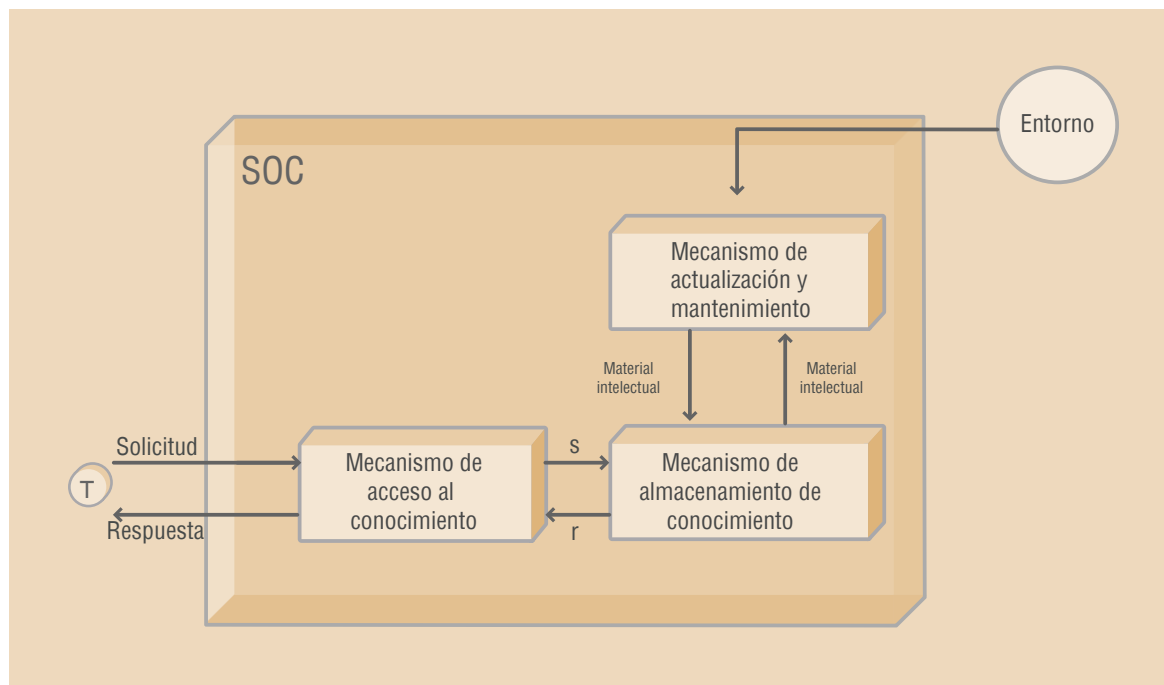 Entorno
SOC
Mecanismo de
actualización y
mantenimiento
Material
intelectual
Material
intelectual
Solicitud
T
Respuesta
Mecanismo de
acceso al
conocimiento
s
r
Mecanismo de
almacenamiento de
conocimiento